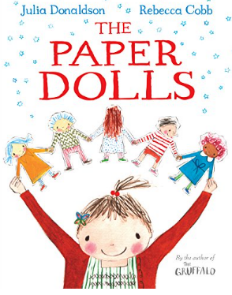 Julia Donaldson Rebecca Cobb
THE
PAPER
DOLLS
By the author of
THE GRUFFALO